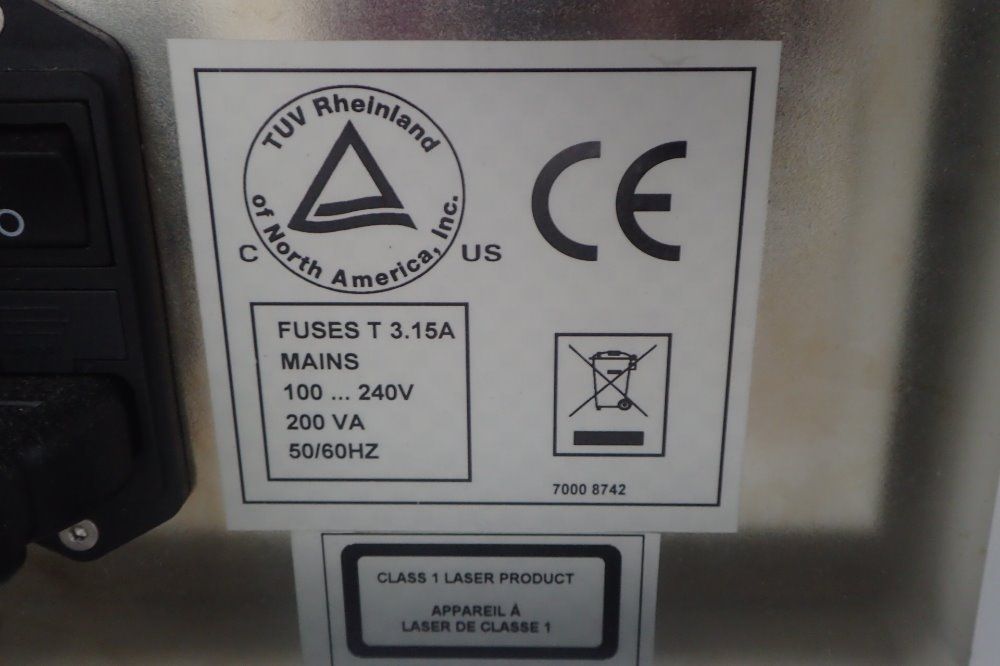 TUV Rheinland
of North America, Inc.
C US
CE
FUSES T 3.15A
MAINS
100 ... 240V
200 VA
50/60HZ
7000 8742
CLASS 1 LASER PRODUCT
APPAREIL À
LASER DE CLASSE 1